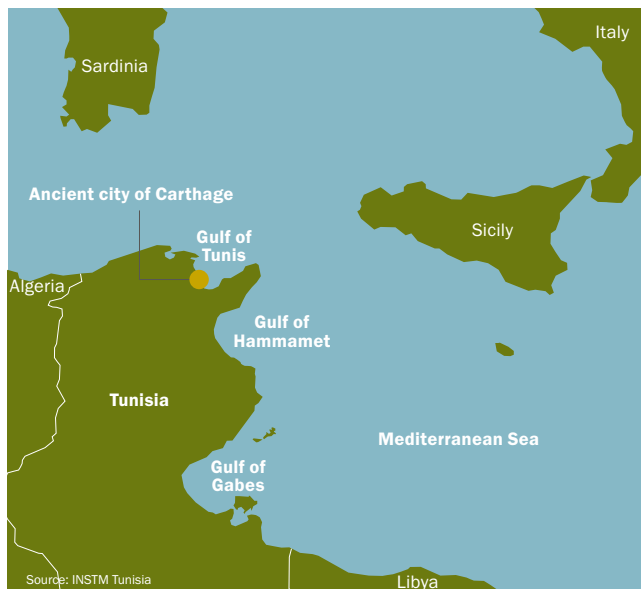 Italy
Sardinia
Ancient city of Carthage
Gulf of
Tunis
Sicily
Algeria
Gulf of
Hammamet
Tunisia
Mediterranean Sea
Gulf of
Gabes
Source: INSTM Tunisia
Libya